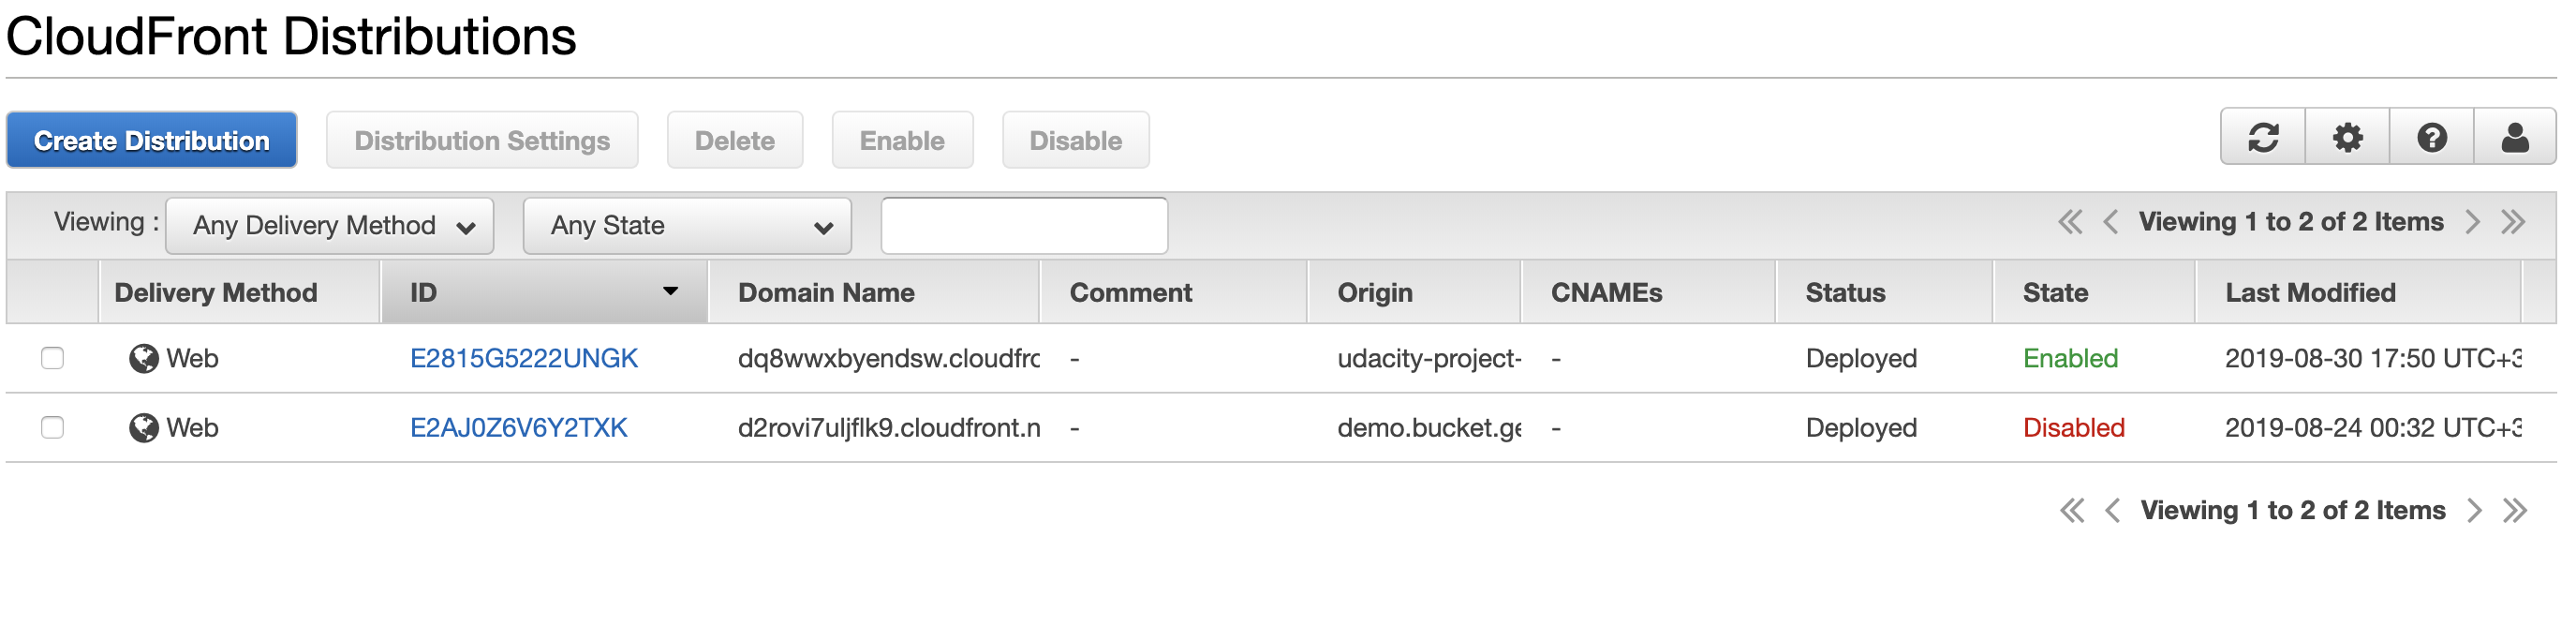 CloudFront Distributions
Create Distribution Distribution Settings Delete Enable Disable
Viewing : Any Delivery Method Any State Viewing 1 to 2 of 2 Items
Delivery Method ID Domain Name Comment Origin CNAMEs Status State Last Modified
Web E2815G5222UNGK dq8wwxbyendsw.cloudfrc - udacity-project- - Deployed Enabled 2019-08-30 17:50 UTC+3
Web E2AJ0Z6V6Y2TXK d2rovi7uljflk9.cloudfront.n - demo.bucket.ge - Deployed Disabled 2019-08-24 00:32 UTC+3
Viewing 1 to 2 of 2 Items